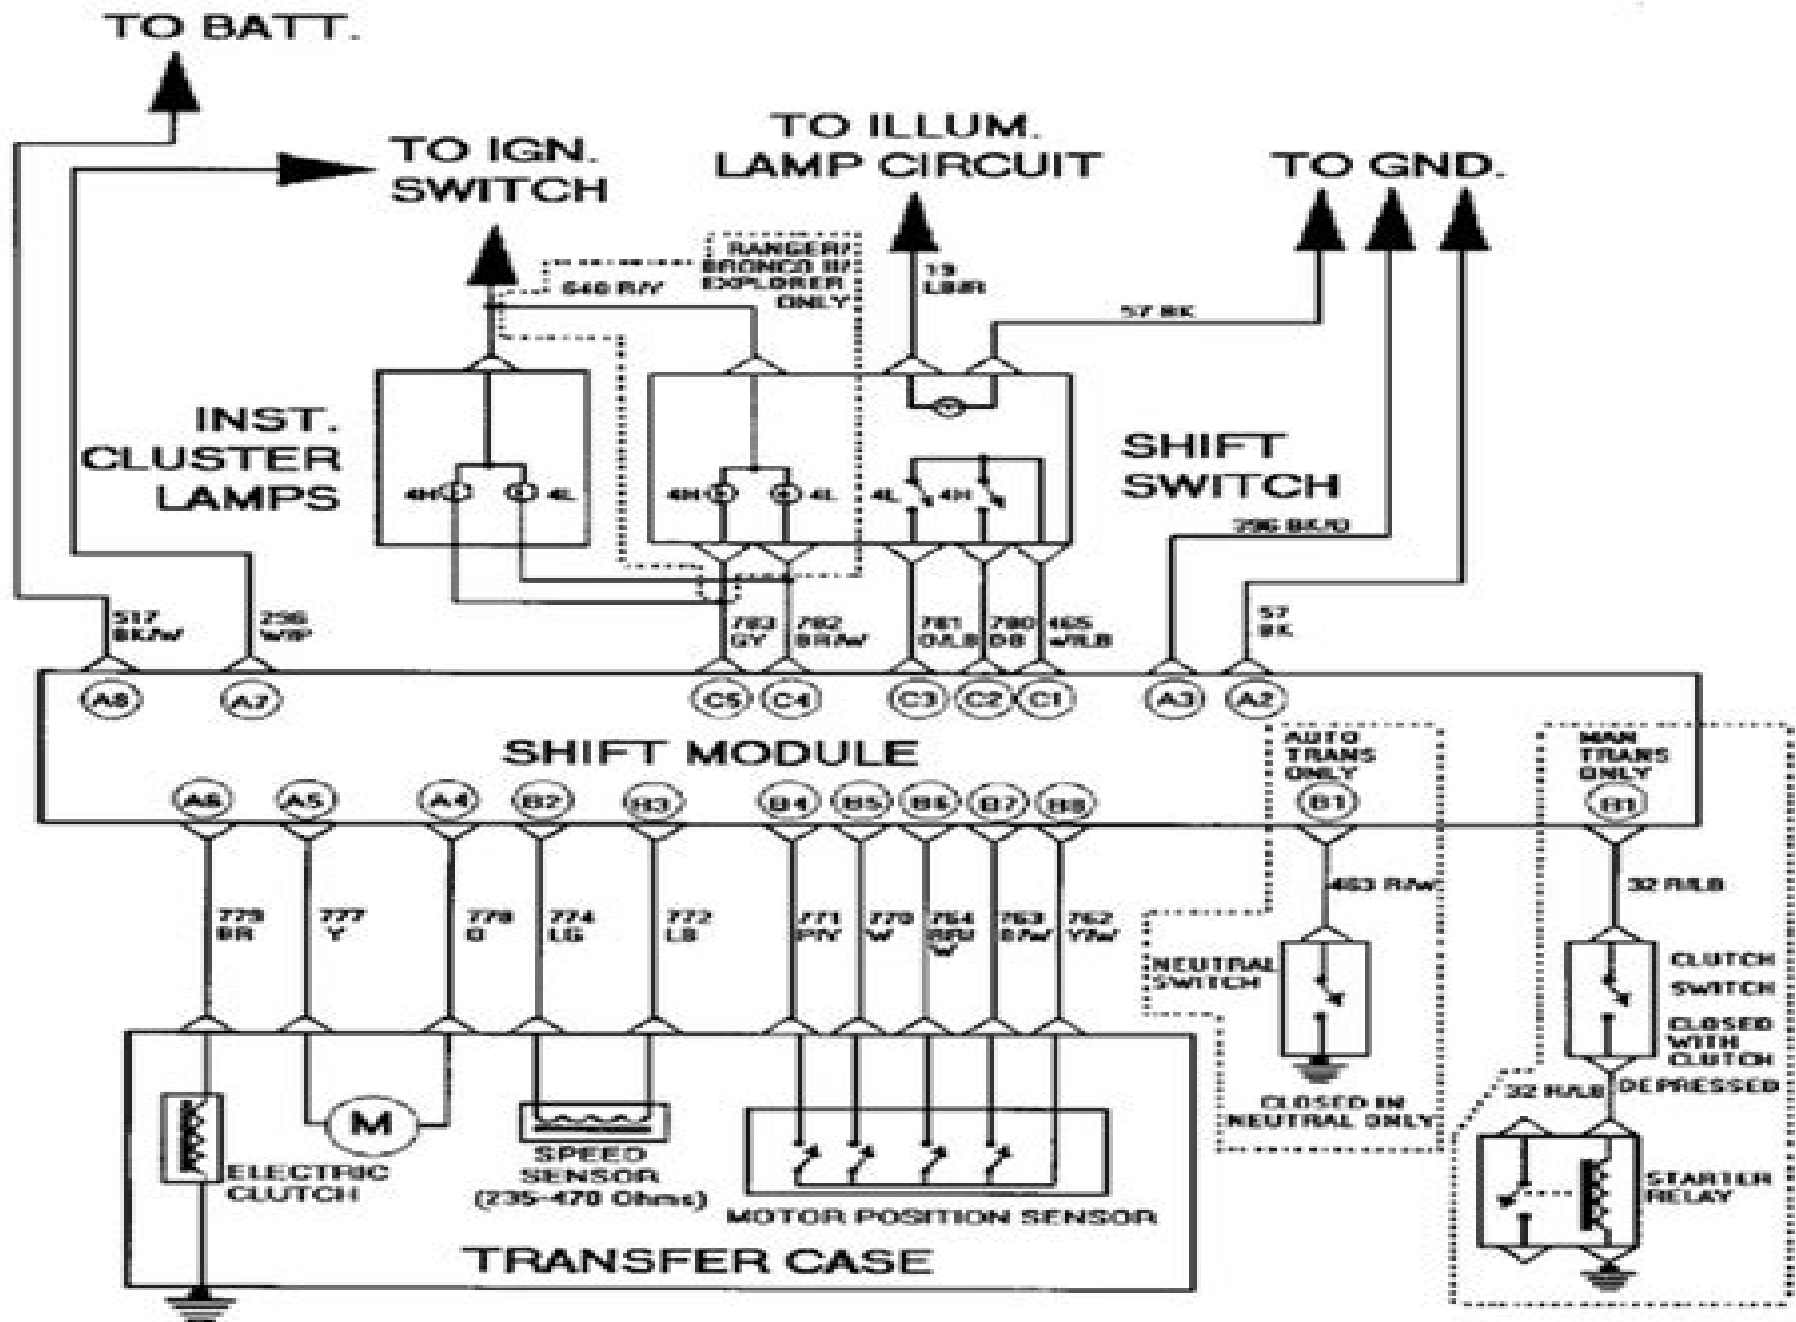 TO BATT.
TO IGN.
SWITCH
TO ILLUM.
LAMP CIRCUIT
TO GND.
RANGER/
BRONCO II/
EXPLORER
ONLY
640 R/Y
19
LB/R
57 BK
INST.
CLUSTER
LAMPS
4H
4L
4H
4L
4L
4H
SHIFT
SWITCH
396 BK/O
517
BK/W
296
W/P
783
GY
782
BR/W
781
O/LB
780
DB
465
W/LB
57
BK
A8
A7
C5
C4
C3
C2
C1
A3
A2
SHIFT MODULE
AUTO
TRANS
ONLY
MAN
TRANS
ONLY
A6
A5
A4
B2
B3
B4
B5
B6
B7
B8
B1
B1
779
BR
777
Y
778
O
774
LG
772
LB
771
P/Y
770
W
764
W
763
762
Y/W
463 R/W
32 R/LB
NEUTRAL
SWITCH
CLOSED IN
NEUTRAL ONLY
CLUTCH
SWITCH
CLOSED
WITH
CLUTCH
DEPRESSED
32 R/LB
STARTER
RELAY
M
ELECTRIC
CLUTCH
SPEED
SENSOR
(235-470 Ohms)
MOTOR POSITION SENSOR
TRANSFER CASE